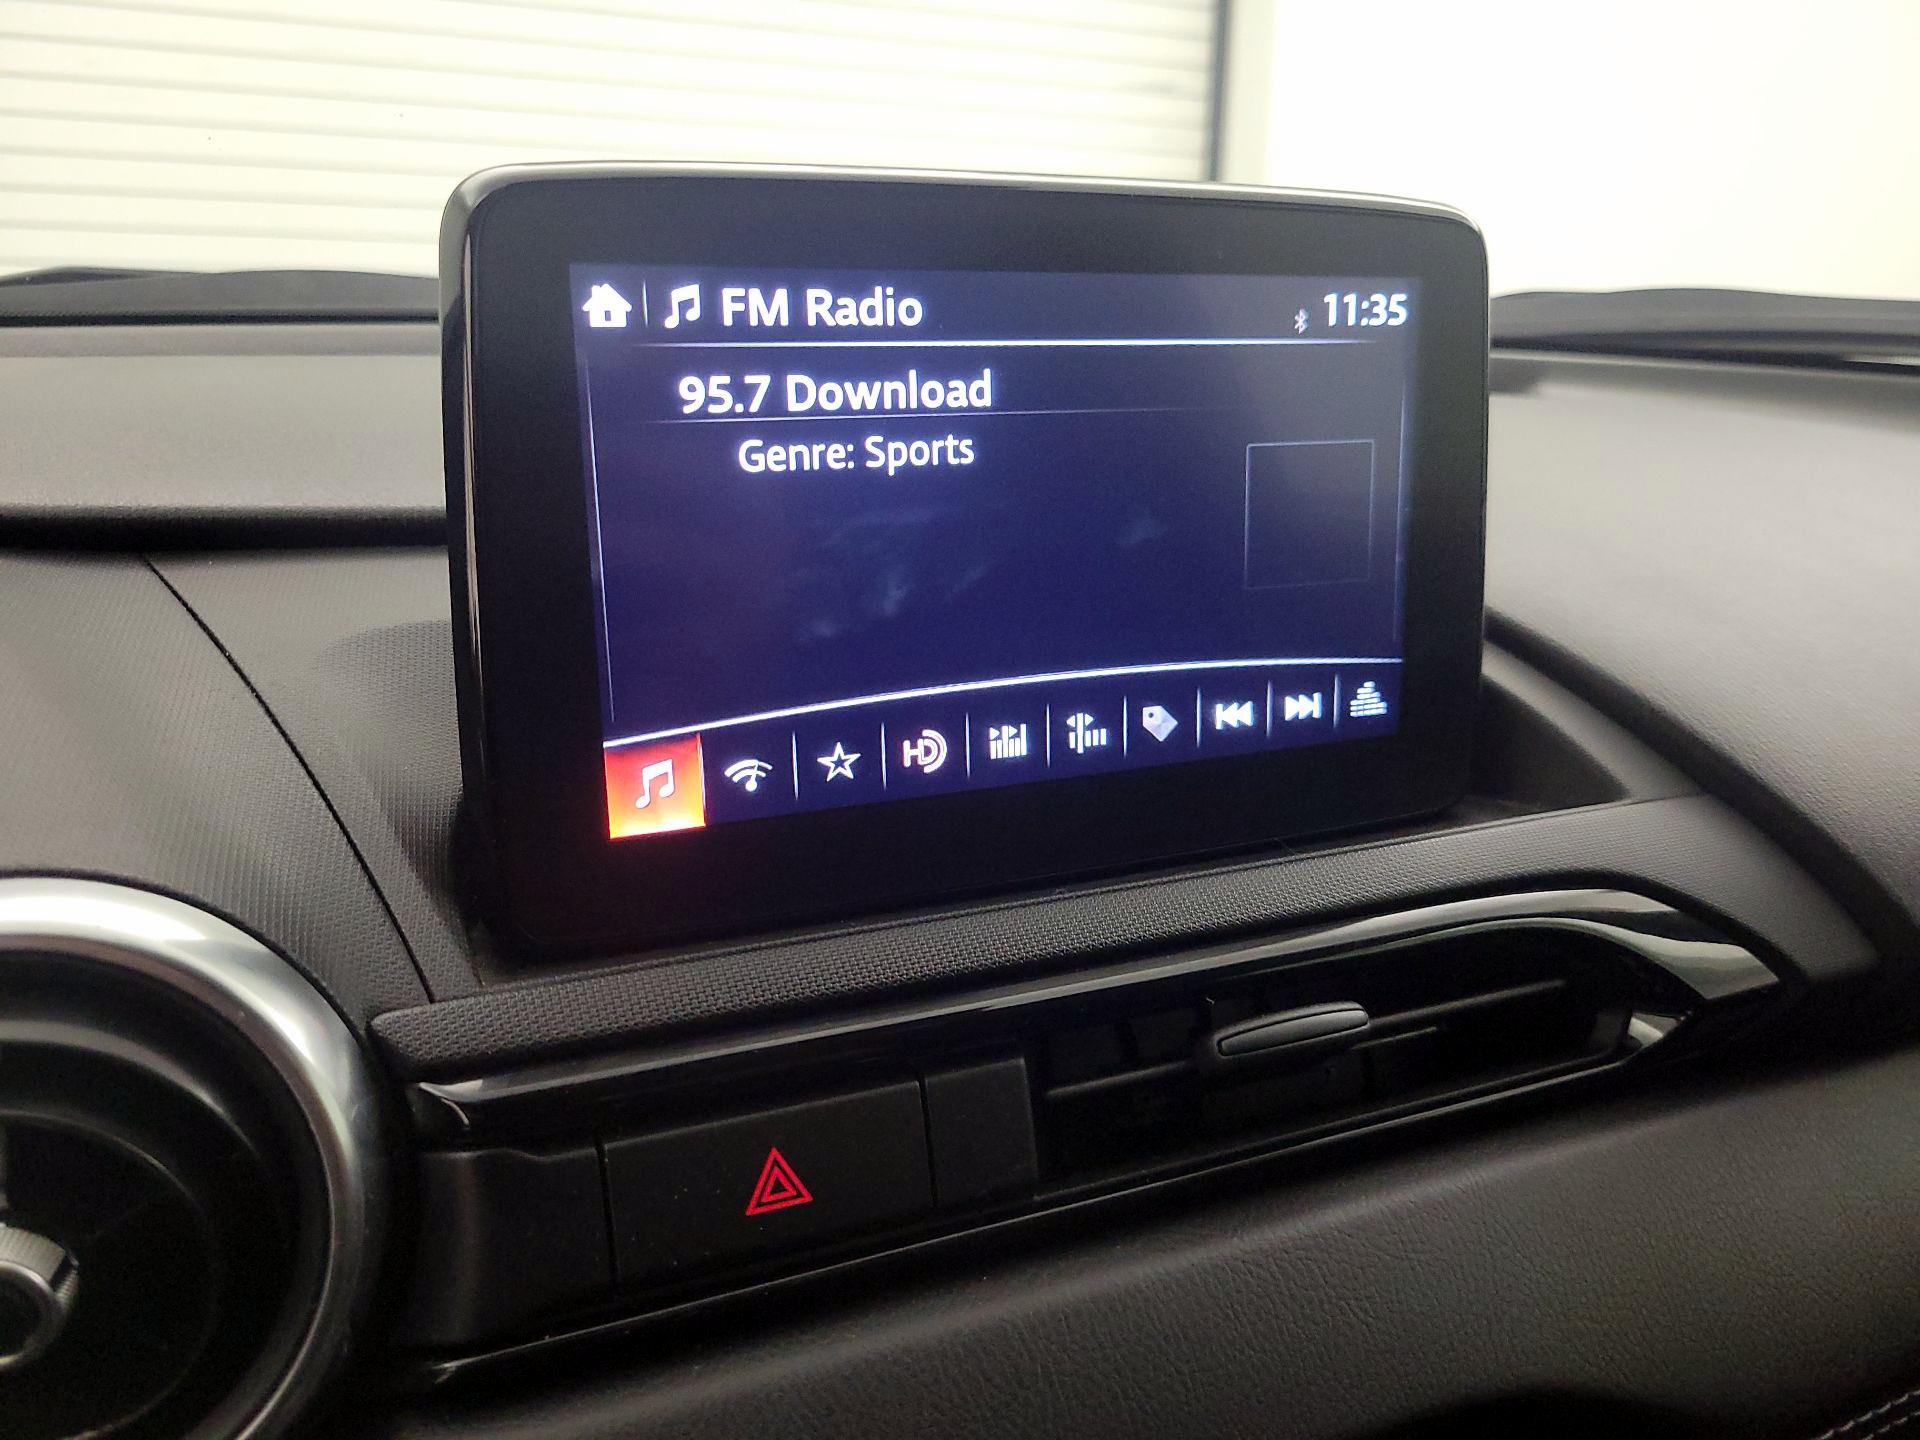 FM Radio 11:35
95.7 Download
Genre: Sports
HD